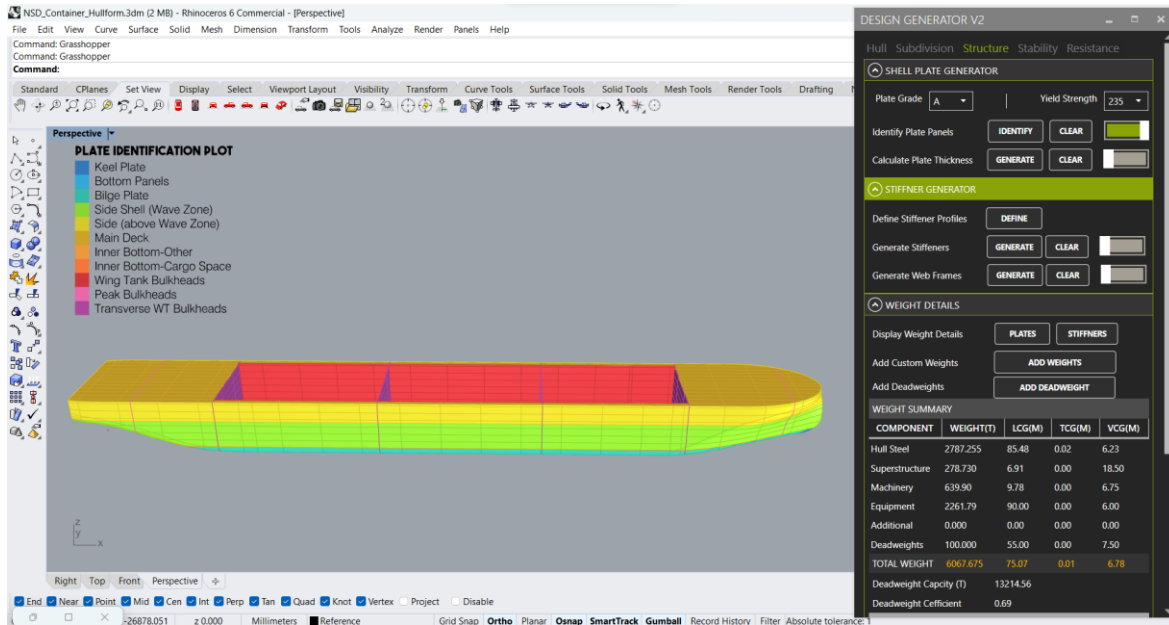 NSD_Container_Hullform.3dm (2 MB) - Rhinoceros 6 Commercial - [Perspective]
File Edit View Curve Surface Solid Mesh Dimension Transform Tools Analyze Render Panels Help
Command: Grasshopper
Command: Grasshopper
Command:
Standard CPlanes Set View Display Select Viewport Layout Visibility Transform Curve Tools Surface Tools Solid Tools Mesh Tools Render Tools Drafting
Perspective
PLATE IDENTIFICATION PLOT
Keel Plate
Bottom Panels
Bilge Plate
Side Shell (Wave Zone)
Side (above Wave Zone)
Main Deck
Inner Bottom-Other
Inner Bottom-Cargo Space
Wing Tank Bulkheads
Peak Bulkheads
Transverse WT Bulkheads
z
y
x
Right Top Front Perspective
End Near Point Mid Cen Int Perp Tan Quad Knot Vertex Project Disable
-26878.051 z 0.000 Millimeters Reference Grid Snap Ortho Planar Osnap SmartTrack Gumball Record History Filter Absolute tolerance:
DESIGN GENERATOR V2
Hull Subdivision Structure Stability Resistance
SHELL PLATE GENERATOR
Plate Grade A | Yield Strength 235
Identify Plate Panels IDENTIFY CLEAR
Calculate Plate Thickness GENERATE CLEAR
STIFFNER GENERATOR
Define Stiffener Profiles DEFINE
Generate Stiffeners GENERATE CLEAR
Generate Web Frames GENERATE CLEAR
WEIGHT DETAILS
Display Weight Details PLATES STIFFNERS
Add Custom Weights ADD WEIGHTS
Add Deadweights ADD DEADWEIGHT
WEIGHT SUMMARY
COMPONENT WEIGHT(T) LCG(M) TCG(M) VCG(M)
Hull Steel 2787.255 85.48 0.02 6.23
Superstructure 278.730 6.91 0.00 18.50
Machinery 639.90 9.78 0.00 6.75
Equipment 2261.79 90.00 0.00 6.00
Additional 0.000 0.00 0.00 0.00
Deadweights 100.000 55.00 0.00 7.50
TOTAL WEIGHT 6067.675 75.07 0.01 6.78
Deadweight Capcity (T) 13214.56
Deadweight Cefficient 0.69